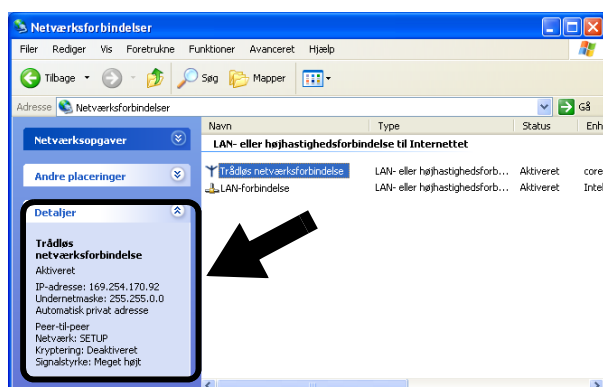 Netværksforbindelser
Filer Rediger Vis Foretrukne Funktioner Avanceret Hjælp
Tilbage Søg Mapper
Adresse Netværksforbindelser Gå
Netværksopgaver
Andre placeringer
Detaljer
Trådløs
netværksforbindelse
Aktiveret
IP-adresse: 169.254.170.92
Undernetmaske: 255.255.0.0
Automatisk privat adresse
Peer-til-peer
Netværk: SETUP
Kryptering: Deaktiveret
Signalstyrke: Meget højt
Navn Type Status Enh
LAN- eller højhastighedsforbindelse til Internettet
Trådløs netværksforbindelse LAN- eller højhastighedsforb... Aktiveret core
LAN-forbindelse LAN- eller højhastighedsforb... Aktiveret Intel